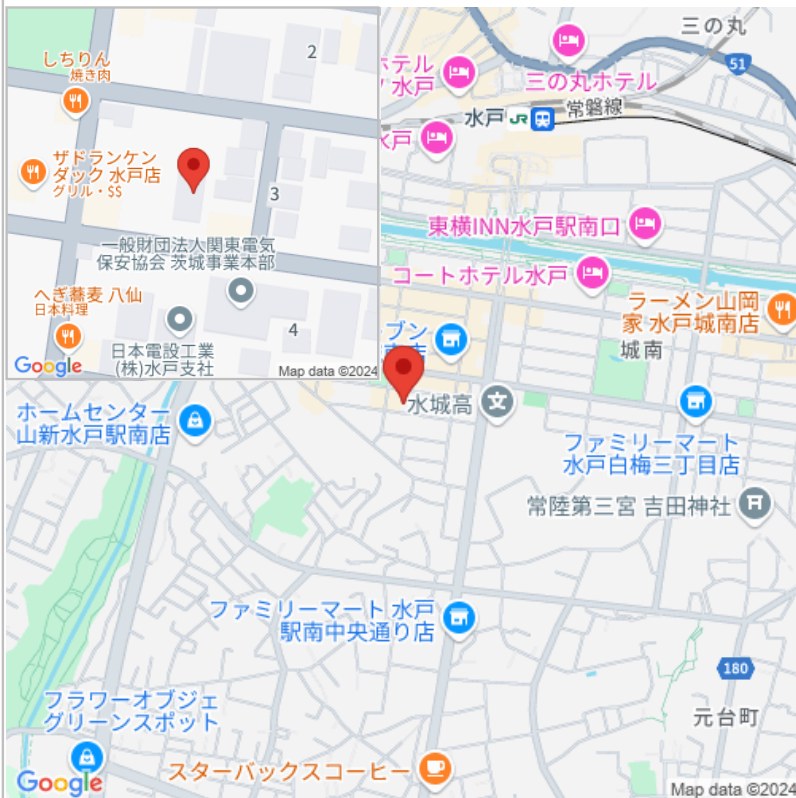 2
しちりん
焼き肉
ザドランケン
ダック 水戸店
グリル・$S
3
一般財団法人関東電気
保安協会 茨城事業本部
へぎ蕎麦 八仙
日本料理
4
日本電設工業
(株)水戸支社
Google
Map data ©2024
三の丸
ホテル
水戸
51
三の丸ホテル
水戸 JR
常磐線
水戸
東横INN水戸駅南口
コートホテル水戸
ラーメン山岡
家 水戸城南店
ブン
城南
水城高
文
ホームセンター
山新水戸駅南店
ファミリーマート
水戸白梅三丁目店
常陸第三宮 吉田神社
ファミリーマート 水戸
駅南中央通り店
180
元台町
フラワーオブジェ
グリーンスポット
スターバックスコーヒー
Google
Map data ©2024